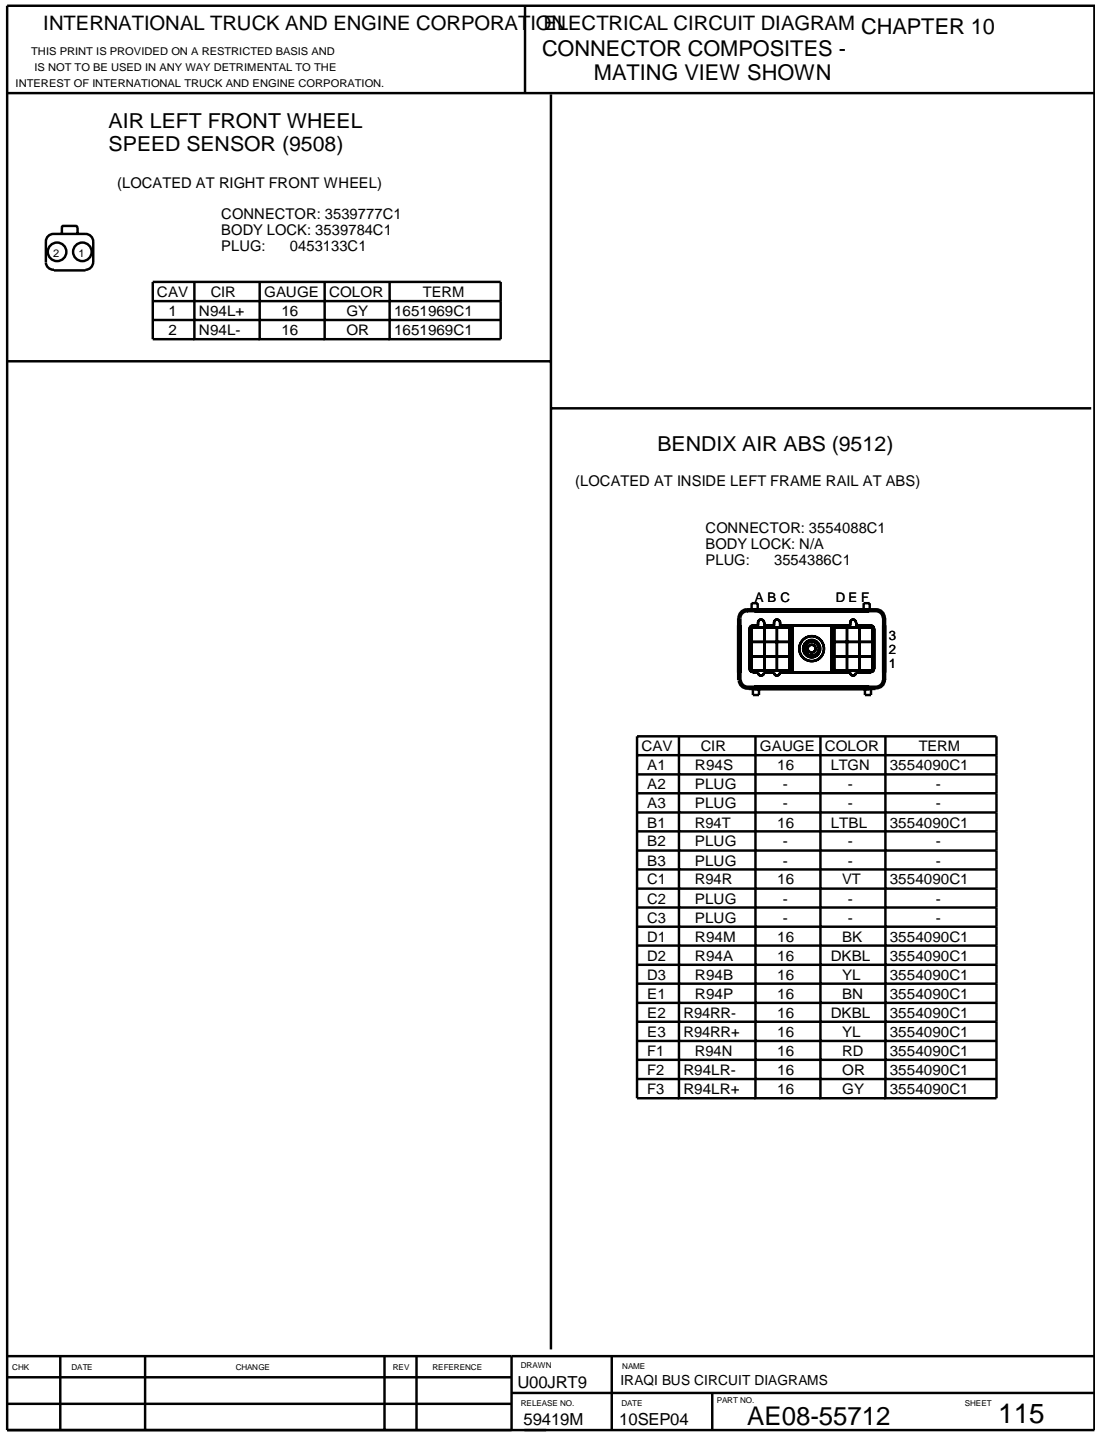 INTERNATIONAL TRUCK AND ENGINE CORPORATION
THIS PRINT IS PROVIDED ON A RESTRICTED BASIS AND
IS NOT TO BE USED IN ANY WAY DETRIMENTAL TO THE
INTEREST OF INTERNATIONAL TRUCK AND ENGINE CORPORATION.
ELECTRICAL CIRCUIT DIAGRAM CHAPTER 10
CONNECTOR COMPOSITES -
MATING VIEW SHOWN
AIR LEFT FRONT WHEEL
SPEED SENSOR (9508)
(LOCATED AT RIGHT FRONT WHEEL)
CONNECTOR: 3539777C1
BODY LOCK: 3539784C1
PLUG: 0453133C1
2 1
CAV CIR GAUGE COLOR TERM
1 N94L+ 16 GY 1651969C1
2 N94L- 16 OR 1651969C1
BENDIX AIR ABS (9512)
(LOCATED AT INSIDE LEFT FRAME RAIL AT ABS)
CONNECTOR: 3554088C1
BODY LOCK: N/A
PLUG: 3554386C1
A B C D E F
3
2
1
CAV CIR GAUGE COLOR TERM
A1 R94S 16 LTGN 3554090C1
A2 PLUG - - -
A3 PLUG - - -
B1 R94T 16 LTBL 3554090C1
B2 PLUG - - -
B3 PLUG - - -
C1 R94R 16 VT 3554090C1
C2 PLUG - - -
C3 PLUG - - -
D1 R94M 16 BK 3554090C1
D2 R94A 16 DKBL 3554090C1
D3 R94B 16 YL 3554090C1
E1 R94P 16 BN 3554090C1
E2 R94RR- 16 DKBL 3554090C1
E3 R94RR+ 16 YL 3554090C1
F1 R94N 16 RD 3554090C1
F2 R94LR- 16 OR 3554090C1
F3 R94LR+ 16 GY 3554090C1
CHK DATE CHANGE REV REFERENCE
DRAWN
U00JRT9
NAME
IRAQI BUS CIRCUIT DIAGRAMS
RELEASE NO.
59419M
DATE
10SEP04
PART NO.
AE08-55712
SHEET 115